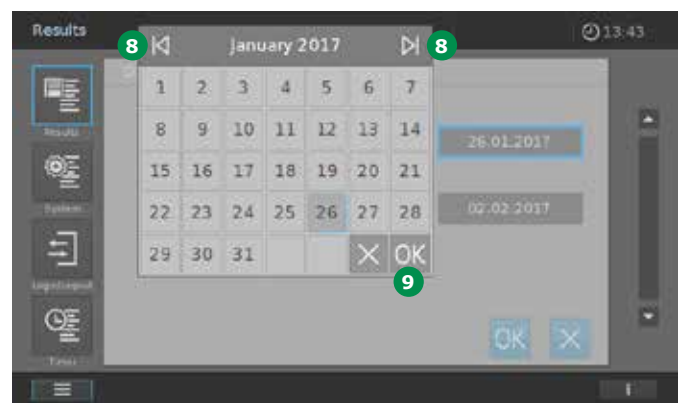 Results
13:43
8
January 2017
8
1 2 3 4 5 6 7
8 9 10 11 12 13 14
15 16 17 18 19 20 21
22 23 24 25 26 27 28
29 30 31
OK
9
26.01.2017
02.02.2017
Results
System
Timer
OK